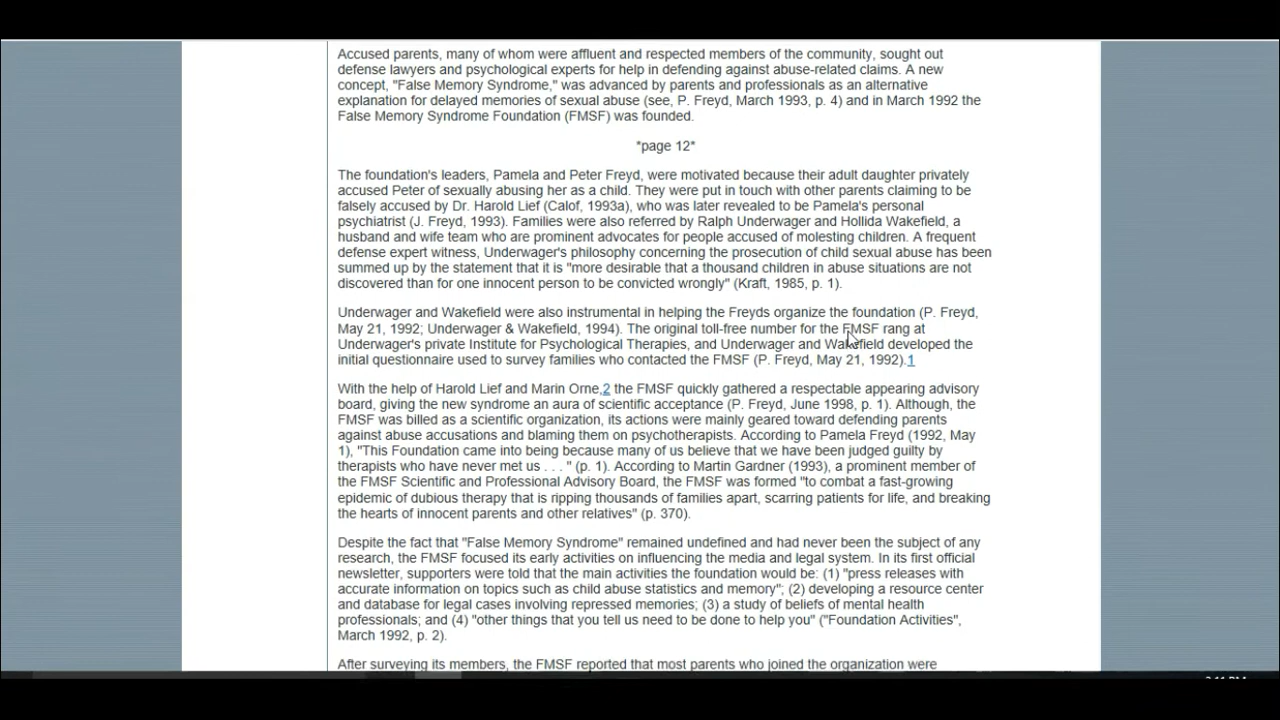 Accused parents, many of whom were affluent and respected members of the community, sought out
defense lawyers and psychological experts for help in defending against abuse-related claims. A new
concept, "False Memory Syndrome," was advanced by parents and professionals as an alternative
explanation for delayed memories of sexual abuse (see, P. Freyd, March 1993, p. 4) and in March 1992 the
False Memory Syndrome Foundation (FMSF) was founded.
*page 12*
The foundation's leaders, Pamela and Peter Freyd, were motivated because their adult daughter privately
accused Peter of sexually abusing her as a child. They were put in touch with other parents claiming to be
falsely accused by Dr. Harold Lief (Calof, 1993a), who was later revealed to be Pamela's personal
psychiatrist (J. Freyd, 1993). Families were also referred by Ralph Underwager and Hollida Wakefield, a
husband and wife team who are prominent advocates for people accused of molesting children. A frequent
defense expert witness, Underwager's philosophy concerning the prosecution of child sexual abuse has been
summed up by the statement that it is "more desirable that a thousand children in abuse situations are not
discovered than for one innocent person to be convicted wrongly" (Kraft, 1985, p. 1).
Underwager and Wakefield were also instrumental in helping the Freyds organize the foundation (P. Freyd,
May 21, 1992; Underwager & Wakefield, 1994). The original toll-free number for the FMSF rang at
Underwager's private Institute for Psychological Therapies, and Underwager and Wakefield developed the
initial questionnaire used to survey families who contacted the FMSF (P. Freyd, May 21, 1992).1
With the help of Harold Lief and Marin Orne,2 the FMSF quickly gathered a respectable appearing advisory
board, giving the new syndrome an aura of scientific acceptance (P. Freyd, June 1998, p. 1). Although, the
FMSF was billed as a scientific organization, its actions were mainly geared toward defending parents
against abuse accusations and blaming them on psychotherapists. According to Pamela Freyd (1992, May
1), "This Foundation came into being because many of us believe that we have been judged guilty by
therapists who have never met us . . . " (p. 1). According to Martin Gardner (1993), a prominent member of
the FMSF Scientific and Professional Advisory Board, the FMSF was formed "to combat a fast-growing
epidemic of dubious therapy that is ripping thousands of families apart, scarring patients for life, and breaking
the hearts of innocent parents and other relatives" (p. 370).
Despite the fact that "False Memory Syndrome" remained undefined and had never been the subject of any
research, the FMSF focused its early activities on influencing the media and legal system. In its first official
newsletter, supporters were told that the main activities the foundation would be: (1) "press releases with
accurate information on topics such as child abuse statistics and memory"; (2) developing a resource center
and database for legal cases involving repressed memories; (3) a study of beliefs of mental health
professionals; and (4) "other things that you tell us need to be done to help you" ("Foundation Activities",
March 1992, p. 2).
After surveying its members, the FMSF reported that most parents who joined the organization were